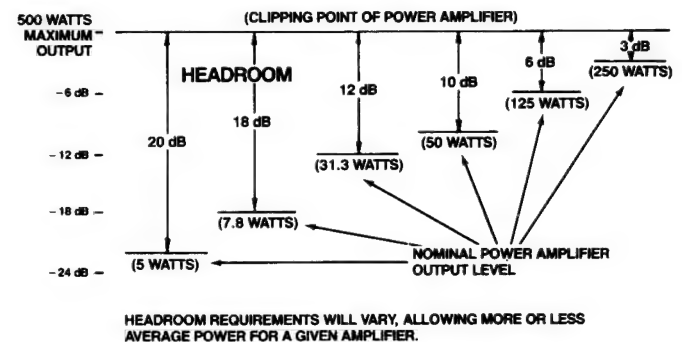 500 WATTS
MAXIMUM
OUTPUT
(CLIPPING POINT OF POWER AMPLIFIER)
HEADROOM
3 dB
(250 WATTS)
6 dB
(125 WATTS)
10 dB
(50 WATTS)
12 dB
(31.3 WATTS)
18 dB
(7.8 WATTS)
20 dB
(5 WATTS)
-6 dB
-12 dB
-18 dB
-24 dB
NOMINAL POWER AMPLIFIER
OUTPUT LEVEL
HEADROOM REQUIREMENTS WILL VARY, ALLOWING MORE OR LESS
AVERAGE POWER FOR A GIVEN AMPLIFIER.